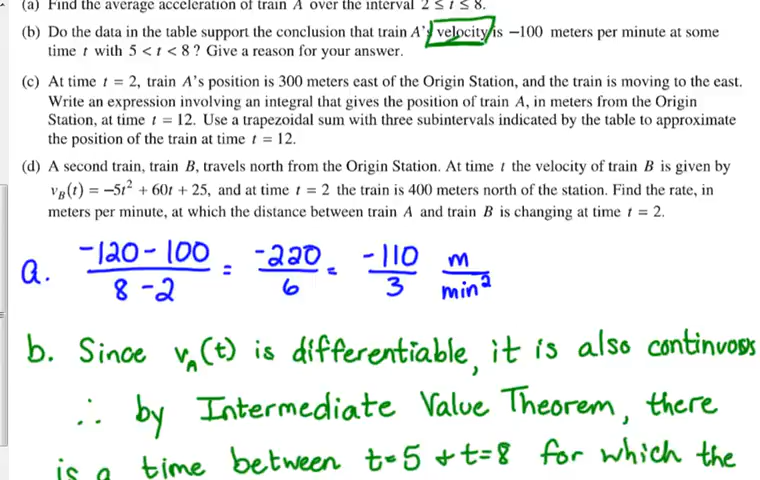 (a) Find the average acceleration of train A over the interval 2 ≤ t ≤ 8.
(b) Do the data in the table support the conclusion that train A's velocity is −100 meters per minute at some
time t with 5 < t < 8 ? Give a reason for your answer.
(c) At time t = 2, train A's position is 300 meters east of the Origin Station, and the train is moving to the east.
Write an expression involving an integral that gives the position of train A, in meters from the Origin
Station, at time t = 12. Use a trapezoidal sum with three subintervals indicated by the table to approximate
the position of the train at time t = 12.
(d) A second train, train B, travels north from the Origin Station. At time t the velocity of train B is given by
v_B(t) = −5t² + 60t + 25, and at time t = 2 the train is 400 meters north of the station. Find the rate, in
meters per minute, at which the distance between train A and train B is changing at time t = 2.
a. (-120 - 100)/(8 - 2) = -220/6 = -110/3 m/min²
b. Since v_A(t) is differentiable, it is also continuous
∴ by Intermediate Value Theorem, there
is a time between t=5 + t=8 for which the